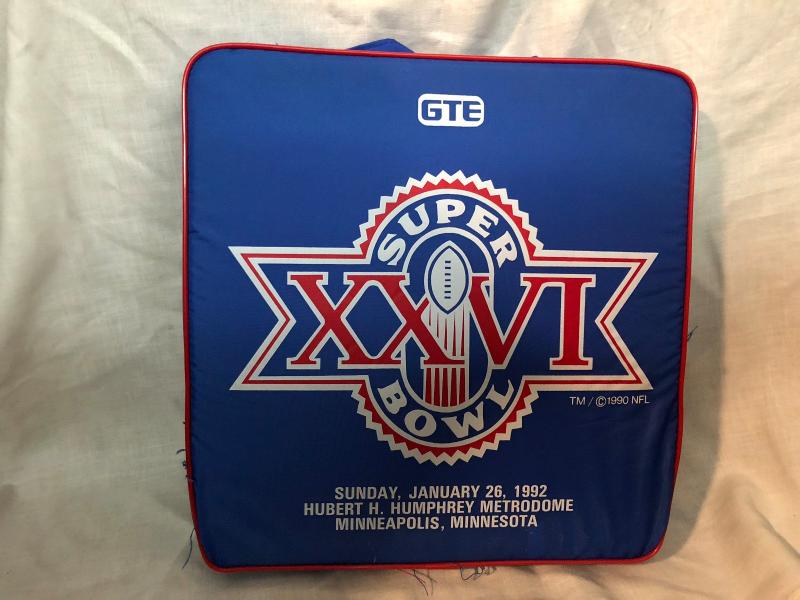 GTE
SUPER
XXVI
BOWL
TM / ©1990 NFL
SUNDAY, JANUARY 26, 1992
HUBERT H. HUMPHREY METRODOME
MINNEAPOLIS, MINNESOTA